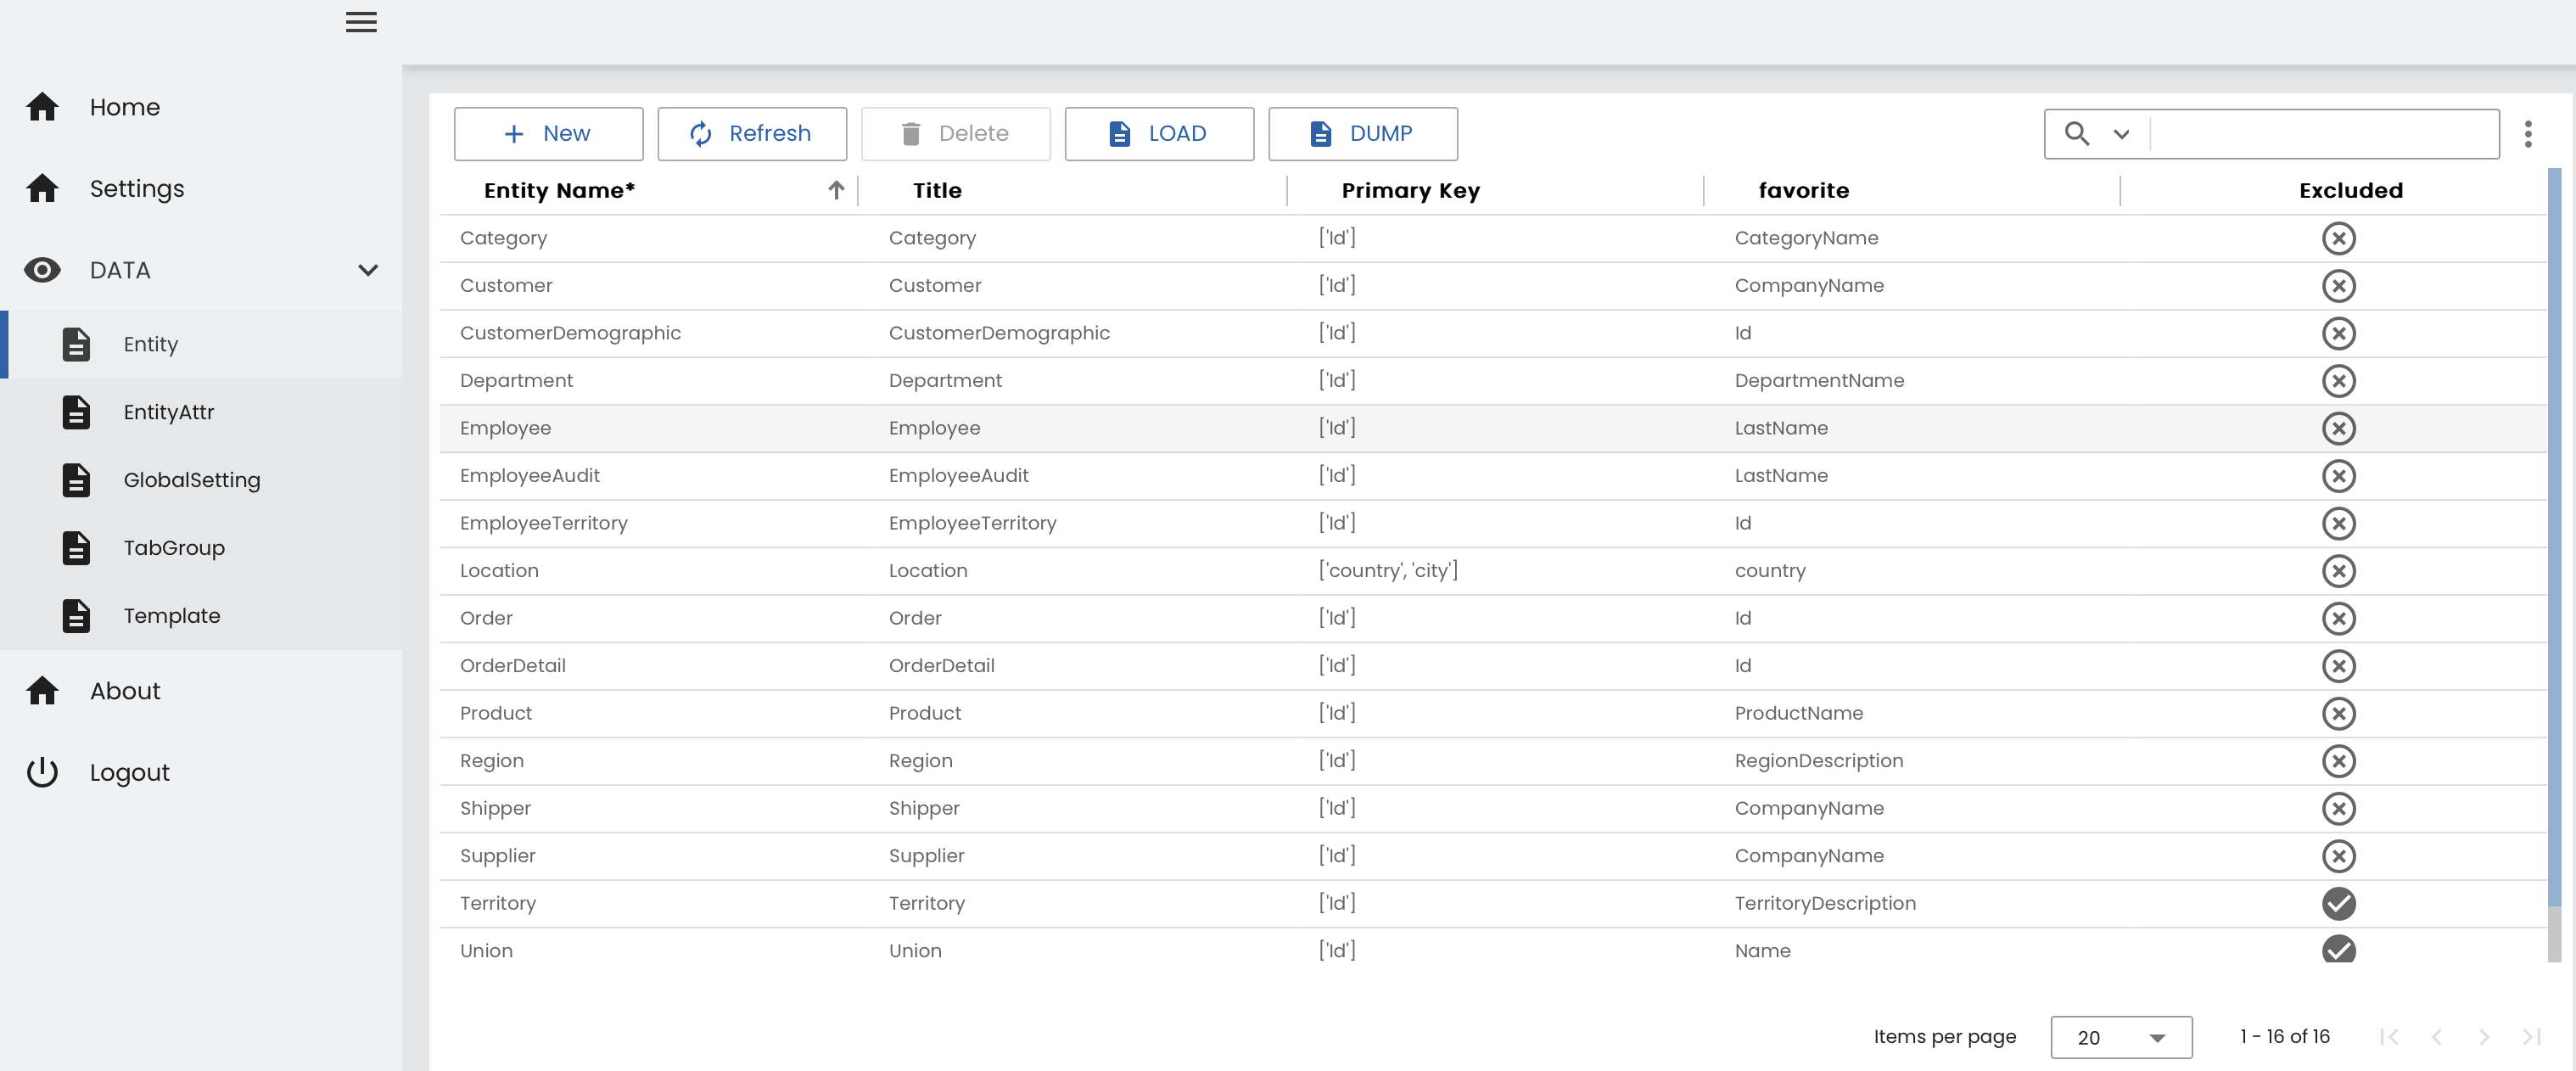 Home
Settings
DATA
Entity
EntityAttr
GlobalSetting
TabGroup
Template
About
Logout
New Refresh Delete LOAD DUMP
Entity Name* Title Primary Key favorite Excluded
Category Category ['Id'] CategoryName
Customer Customer ['Id'] CompanyName
CustomerDemographic CustomerDemographic ['Id'] Id
Department Department ['Id'] DepartmentName
Employee Employee ['Id'] LastName
EmployeeAudit EmployeeAudit ['Id'] LastName
EmployeeTerritory EmployeeTerritory ['Id'] Id
Location Location ['country', 'city'] country
Order Order ['Id'] Id
OrderDetail OrderDetail ['Id'] Id
Product Product ['Id'] ProductName
Region Region ['Id'] RegionDescription
Shipper Shipper ['Id'] CompanyName
Supplier Supplier ['Id'] CompanyName
Territory Territory ['Id'] TerritoryDescription
Union Union ['Id'] Name
Items per page 20 1 - 16 of 16